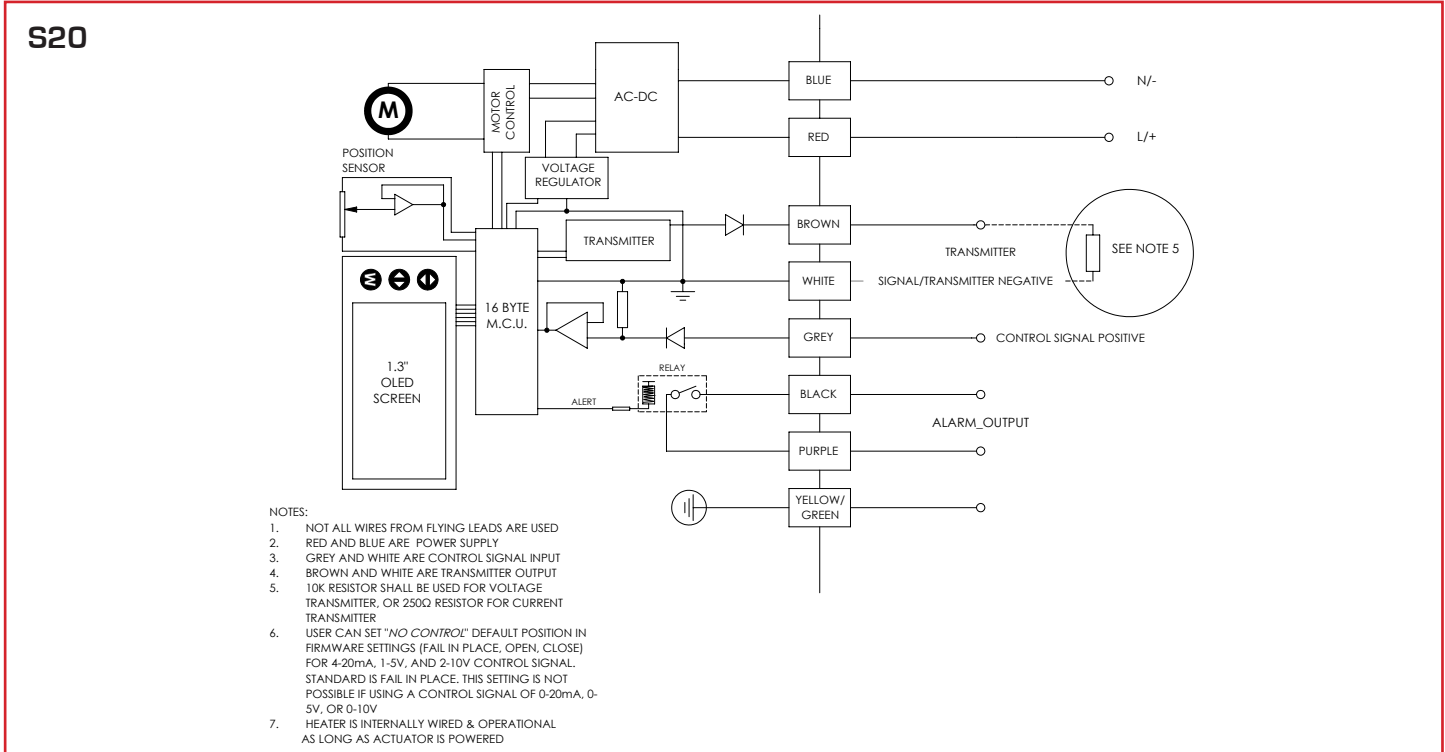 S20
BLUE
N/-
AC-DC
MOTOR
CONTROL
M
RED
L/+
POSITION
SENSOR
VOLTAGE
REGULATOR
BROWN
TRANSMITTER
TRANSMITTER
SEE NOTE 5
WHITE
SIGNAL/TRANSMITTER NEGATIVE
M
16 BYTE
M.C.U.
GREY
CONTROL SIGNAL POSITIVE
1.3"
OLED
SCREEN
RELAY
ALERT
BLACK
ALARM_OUTPUT
PURPLE
YELLOW/
GREEN
NOTES:
1. NOT ALL WIRES FROM FLYING LEADS ARE USED
2. RED AND BLUE ARE POWER SUPPLY
3. GREY AND WHITE ARE CONTROL SIGNAL INPUT
4. BROWN AND WHITE ARE TRANSMITTER OUTPUT
5. 10K RESISTOR SHALL BE USED FOR VOLTAGE
TRANSMITTER, OR 250Ω RESISTOR FOR CURRENT
TRANSMITTER
6. USER CAN SET "NO CONTROL" DEFAULT POSITION IN
FIRMWARE SETTINGS (FAIL IN PLACE, OPEN, CLOSE)
FOR 4-20mA, 1-5V, AND 2-10V CONTROL SIGNAL.
STANDARD IS FAIL IN PLACE. THIS SETTING IS NOT
POSSIBLE IF USING A CONTROL SIGNAL OF 0-20mA, 0-
5V, OR 0-10V
7. HEATER IS INTERNALLY WIRED & OPERATIONAL
AS LONG AS ACTUATOR IS POWERED